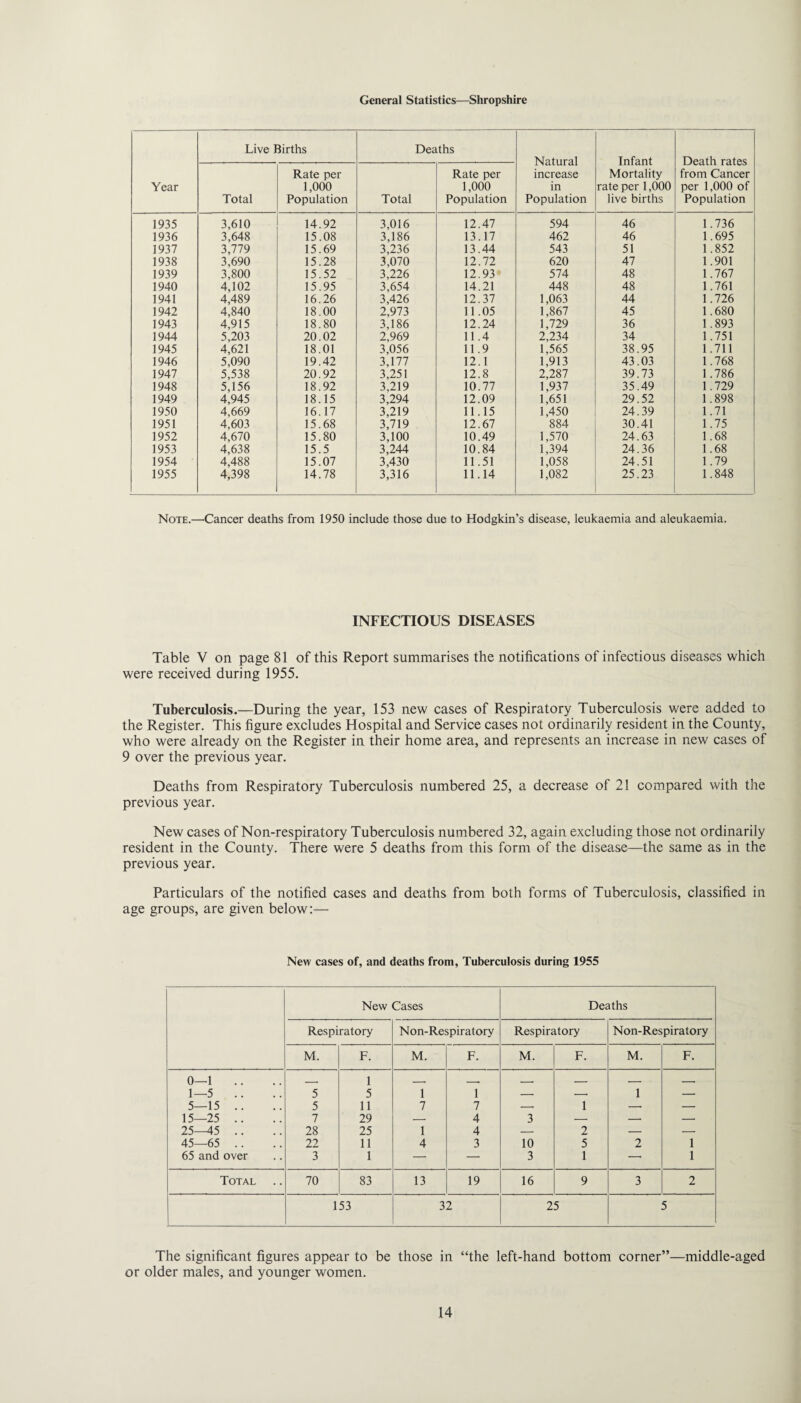 General Statistics—Shropshire
Year | Live Births | Deaths | Natural increase in Population | Infant Mortality rate per 1,000 live births | Death rates from Cancer per 1,000 of Population
Total | Rate per 1,000 Population | Total | Rate per 1,000 Population
1935 3,610 14.92 3,016 12.47 594 46 1.736
1936 3,648 15.08 3,186 13.17 462 46 1.695
1937 3,779 15.69 3,236 13.44 543 51 1.852
1938 3,690 15.28 3,070 12.72 620 47 1.901
1939 3,800 15.52 3,226 12.93 574 48 1.767
1940 4,102 15.95 3,654 14.21 448 48 1.761
1941 4,489 16.26 3,426 12.37 1,063 44 1.726
1942 4,840 18.00 2,973 11.05 1,867 45 1.680
1943 4,915 18.80 3,186 12.24 1,729 36 1.893
1944 5,203 20.02 2,969 11.4 2,234 34 1.751
1945 4,621 18.01 3,056 11.9 1,565 38.95 1.711
1946 5,090 19.42 3,177 12.1 1,913 43.03 1.768
1947 5,538 20.92 3,251 12.8 2,287 39.73 1.786
1948 5,156 18.92 3,219 10.77 1,937 35.49 1.729
1949 4,945 18.15 3,294 12.09 1,651 29.52 1.898
1950 4,669 16.17 3,219 11.15 1,450 24.39 1.71
1951 4,603 15.68 3,719 12.67 884 30.41 1.75
1952 4,670 15.80 3,100 10.49 1,570 24.63 1.68
1953 4,638 15.5 3,244 10.84 1,394 24.36 1.68
1954 4,488 15.07 3,430 11.51 1,058 24.51 1.79
1955 4,398 14.78 3,316 11.14 1,082 25.23 1.848
NOTE.—Cancer deaths from 1950 include those due to Hodgkin's disease, leukaemia and aleukaemia.
INFECTIOUS DISEASES
Table V on page 81 of this Report summarises the notifications of infectious diseases which
were received during 1955.
Tuberculosis.—During the year, 153 new cases of Respiratory Tuberculosis were added to
the Register. This figure excludes Hospital and Service cases not ordinarily resident in the County,
who were already on the Register in their home area, and represents an increase in new cases of
9 over the previous year.
Deaths from Respiratory Tuberculosis numbered 25, a decrease of 21 compared with the
previous year.
New cases of Non-respiratory Tuberculosis numbered 32, again excluding those not ordinarily
resident in the County. There were 5 deaths from this form of the disease—the same as in the
previous year.
Particulars of the notified cases and deaths from both forms of Tuberculosis, classified in
age groups, are given below:—
New cases of, and deaths from, Tuberculosis during 1955
New Cases | Deaths
Respiratory | Non-Respiratory | Respiratory | Non-Respiratory
M. F. M. F. M. F. M. F.
0—1 .. .. — 1 — — — — — —
1—5 .. .. 5 5 1 1 — — 1 —
5—15 .. .. 5 11 7 7 — 1 — —
15—25 .. .. 7 29 — 4 3 — — —
25—45 .. .. 28 25 1 4 — 2 — —
45—65 .. .. 22 11 4 3 10 5 2 1
65 and over .. 3 1 — — 3 1 — 1
TOTAL .. 70 83 13 19 16 9 3 2
153 32 25 5
The significant figures appear to be those in “the left-hand bottom corner”—middle-aged
or older males, and younger women.
14